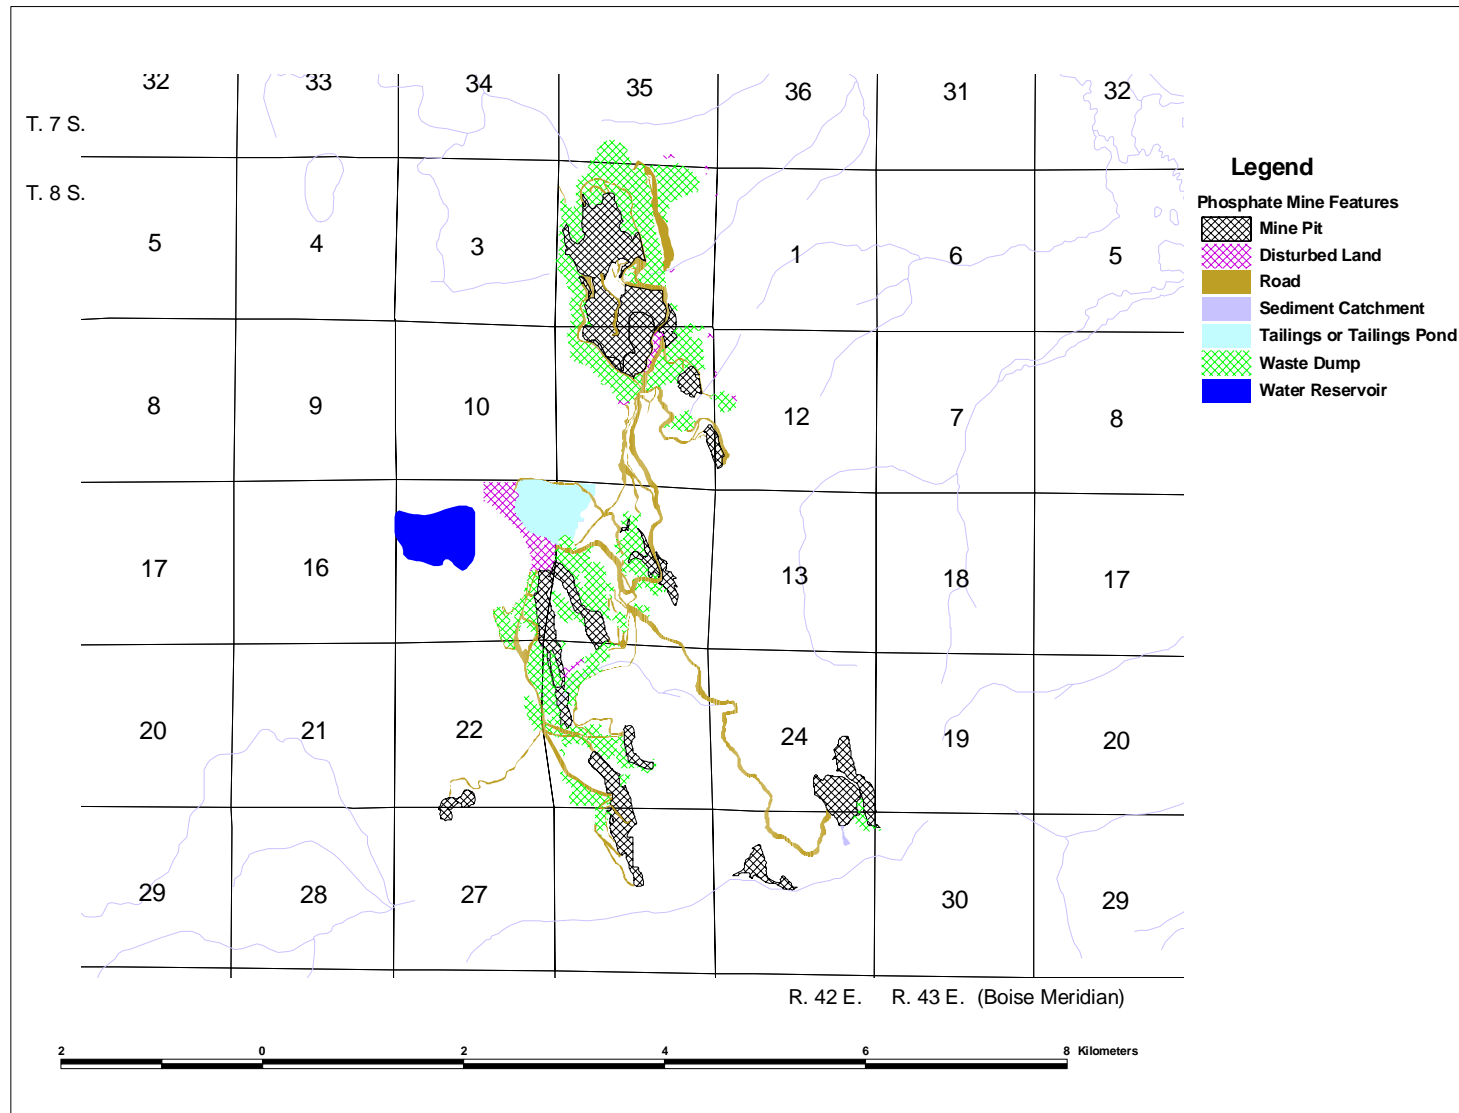 32 33 34 35 36 31 32
T. 7 S.
T. 8 S.
5 4 3 1 6 5
8 9 10 12 7 8
17 16 13 18 17
20 21 22 24 19 20
29 28 27 30 29
R. 42 E. R. 43 E. (Boise Meridian)
2 0 2 4 6 8 Kilometers
Legend
Phosphate Mine Features
Mine Pit
Disturbed Land
Road
Sediment Catchment
Tailings or Tailings Pond
Waste Dump
Water Reservoir